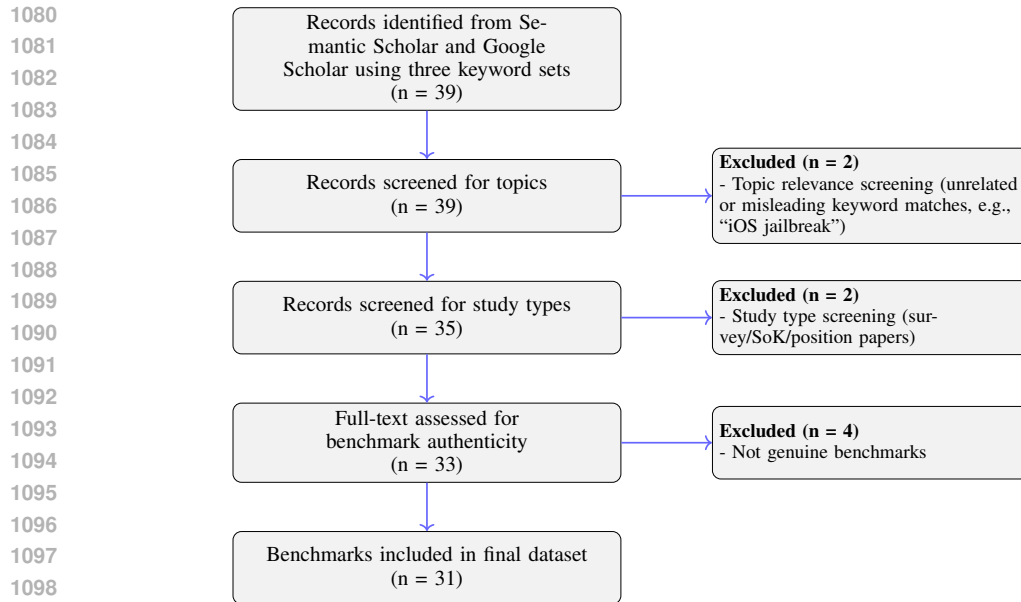 1080
1081
1082
1083
1084
1085
1086
1087
1088
1089
1090
1091
1092
1093
1094
1095
1096
1097
1098
Records identified from Se-
mantic Scholar and Google
Scholar using three keyword sets
(n = 39)
Records screened for topics
(n = 39)
Excluded (n = 2)
- Topic relevance screening (unrelated
or misleading keyword matches, e.g.,
“iOS jailbreak”)
Records screened for study types
(n = 35)
Excluded (n = 2)
- Study type screening (sur-
vey/SoK/position papers)
Full-text assessed for
benchmark authenticity
(n = 33)
Excluded (n = 4)
- Not genuine benchmarks
Benchmarks included in final dataset
(n = 31)